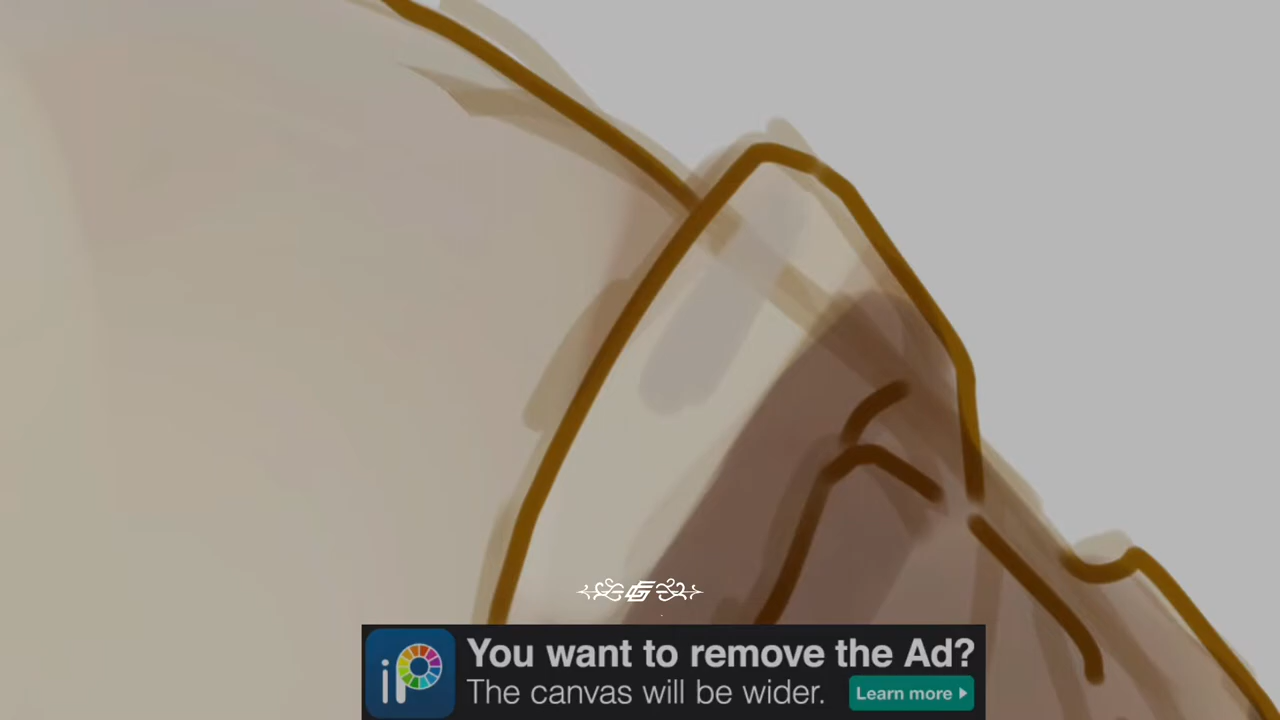 You want to remove the Ad?
The canvas will be wider.
Learn more